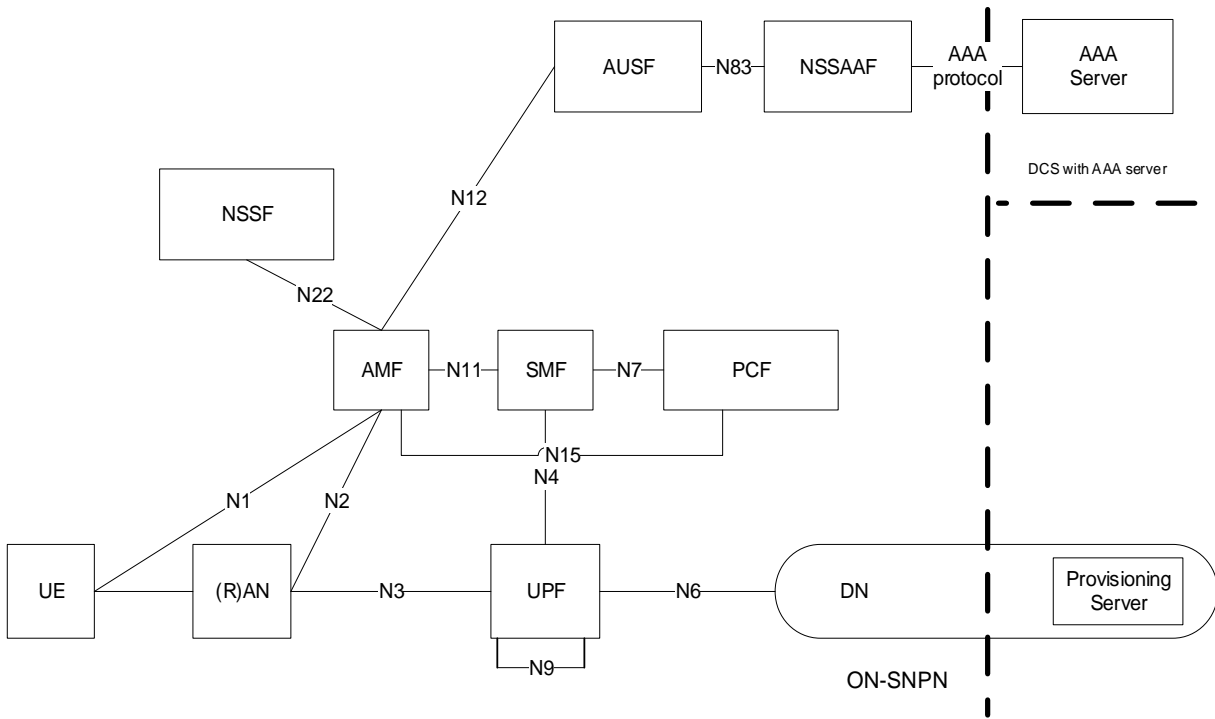 AUSF
N83
NSSAAF
AAA
protocol
AAA
Server
DCS with AAA server
N12
NSSF
N22
AMF
N11
SMF
N7
PCF
N15
N4
N1
N2
UE
(R)AN
N3
UPF
N6
DN
Provisioning
Server
N9
ON-SNPN